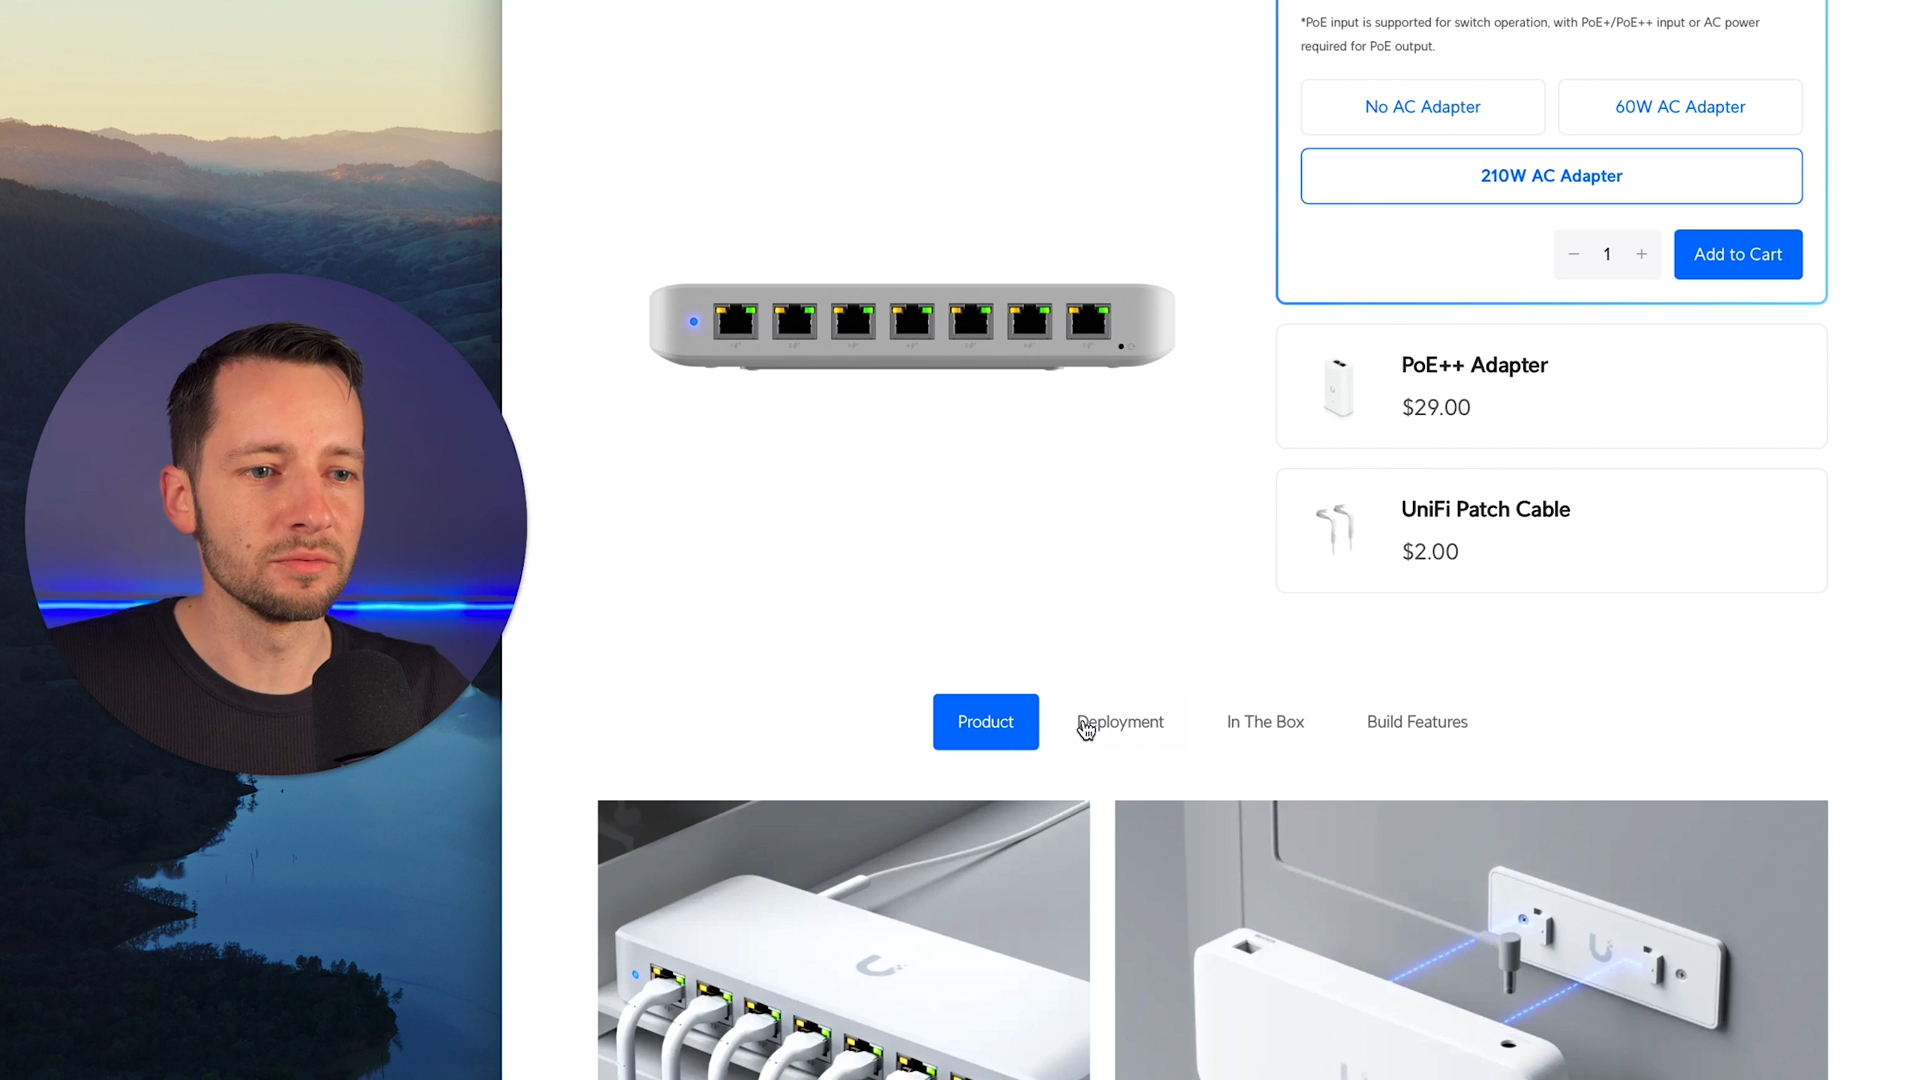 *PoE input is supported for switch operation, with PoE+/PoE++ input or AC power
required for PoE output.
No AC Adapter
60W AC Adapter
210W AC Adapter
− 1 +
Add to Cart
PoE++ Adapter
$29.00
UniFi Patch Cable
$2.00
Product
Deployment
In The Box
Build Features